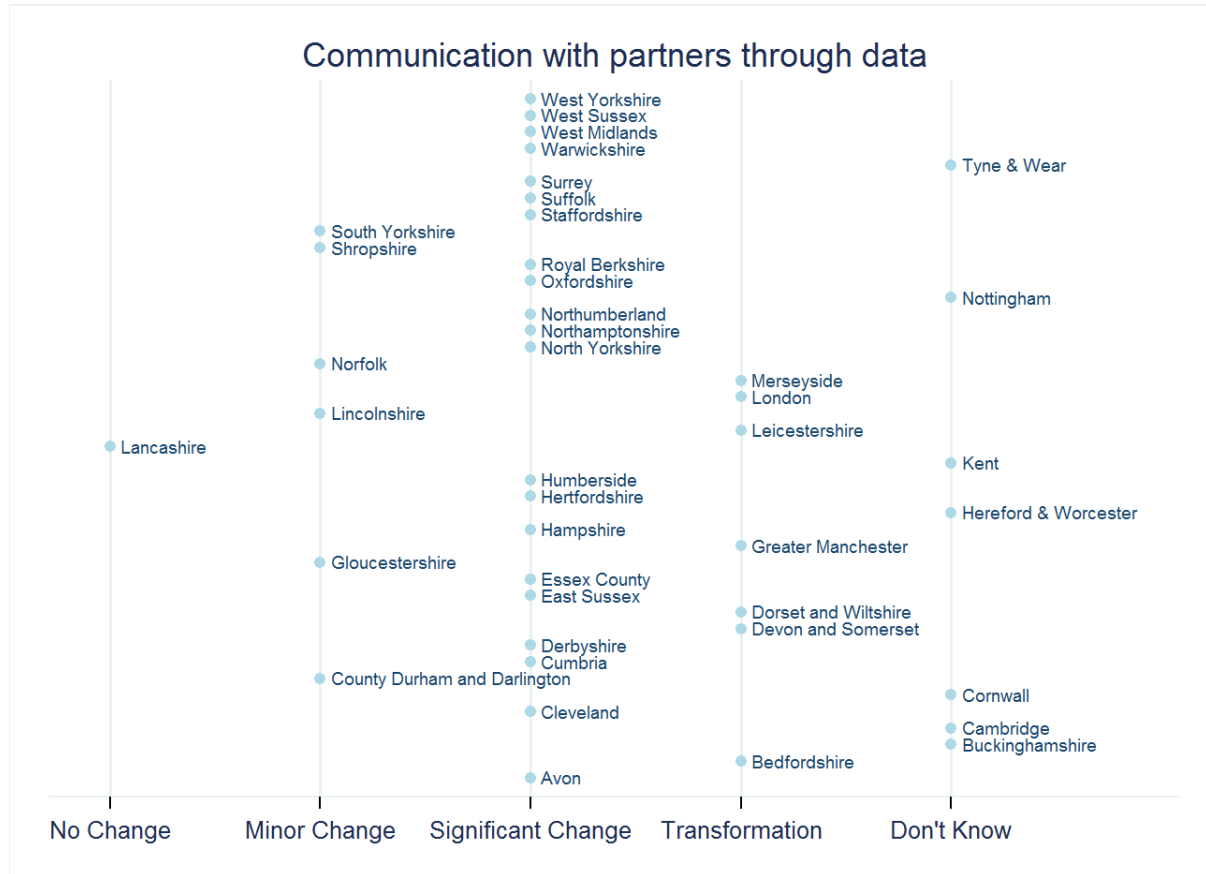 Communication with partners through data
West Yorkshire
West Sussex
West Midlands
Warwickshire
Tyne & Wear
Surrey
Suffolk
Staffordshire
South Yorkshire
Shropshire
Royal Berkshire
Oxfordshire
Nottingham
Northumberland
Northamptonshire
North Yorkshire
Norfolk
Merseyside
London
Lincolnshire
Leicestershire
Lancashire
Kent
Humberside
Hertfordshire
Hereford & Worcester
Hampshire
Greater Manchester
Gloucestershire
Essex County
East Sussex
Dorset and Wiltshire
Devon and Somerset
Derbyshire
Cumbria
County Durham and Darlington
Cornwall
Cleveland
Cambridge
Buckinghamshire
Bedfordshire
Avon
No Change Minor Change Significant Change Transformation Don't Know